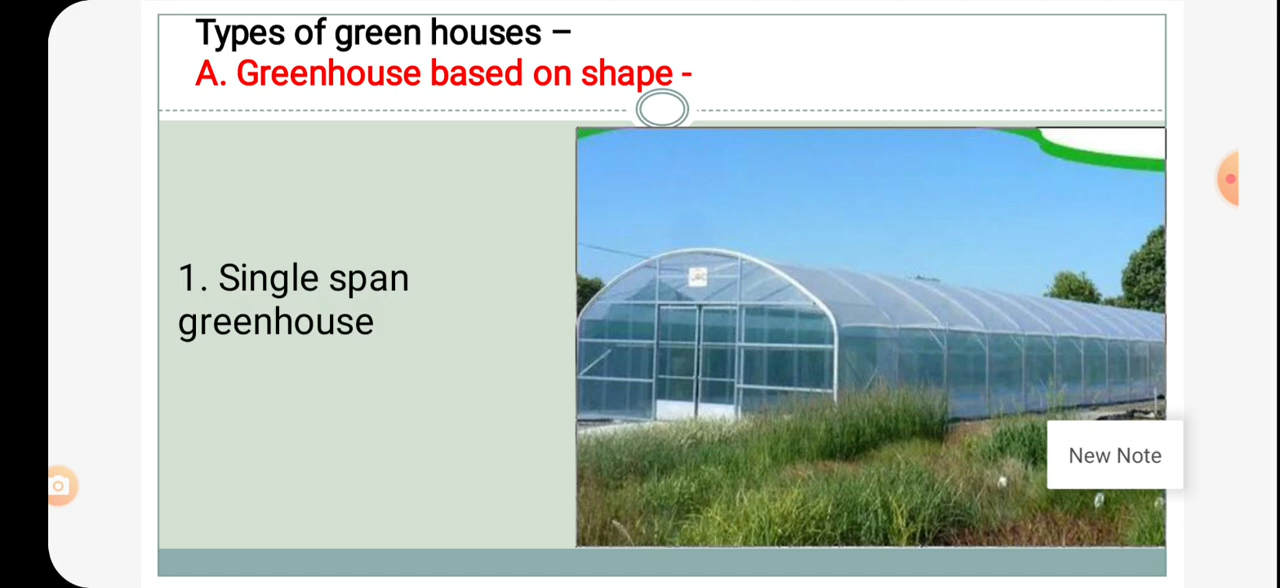 Types of green houses –
A. Greenhouse based on shape -
1. Single span
greenhouse
New Note